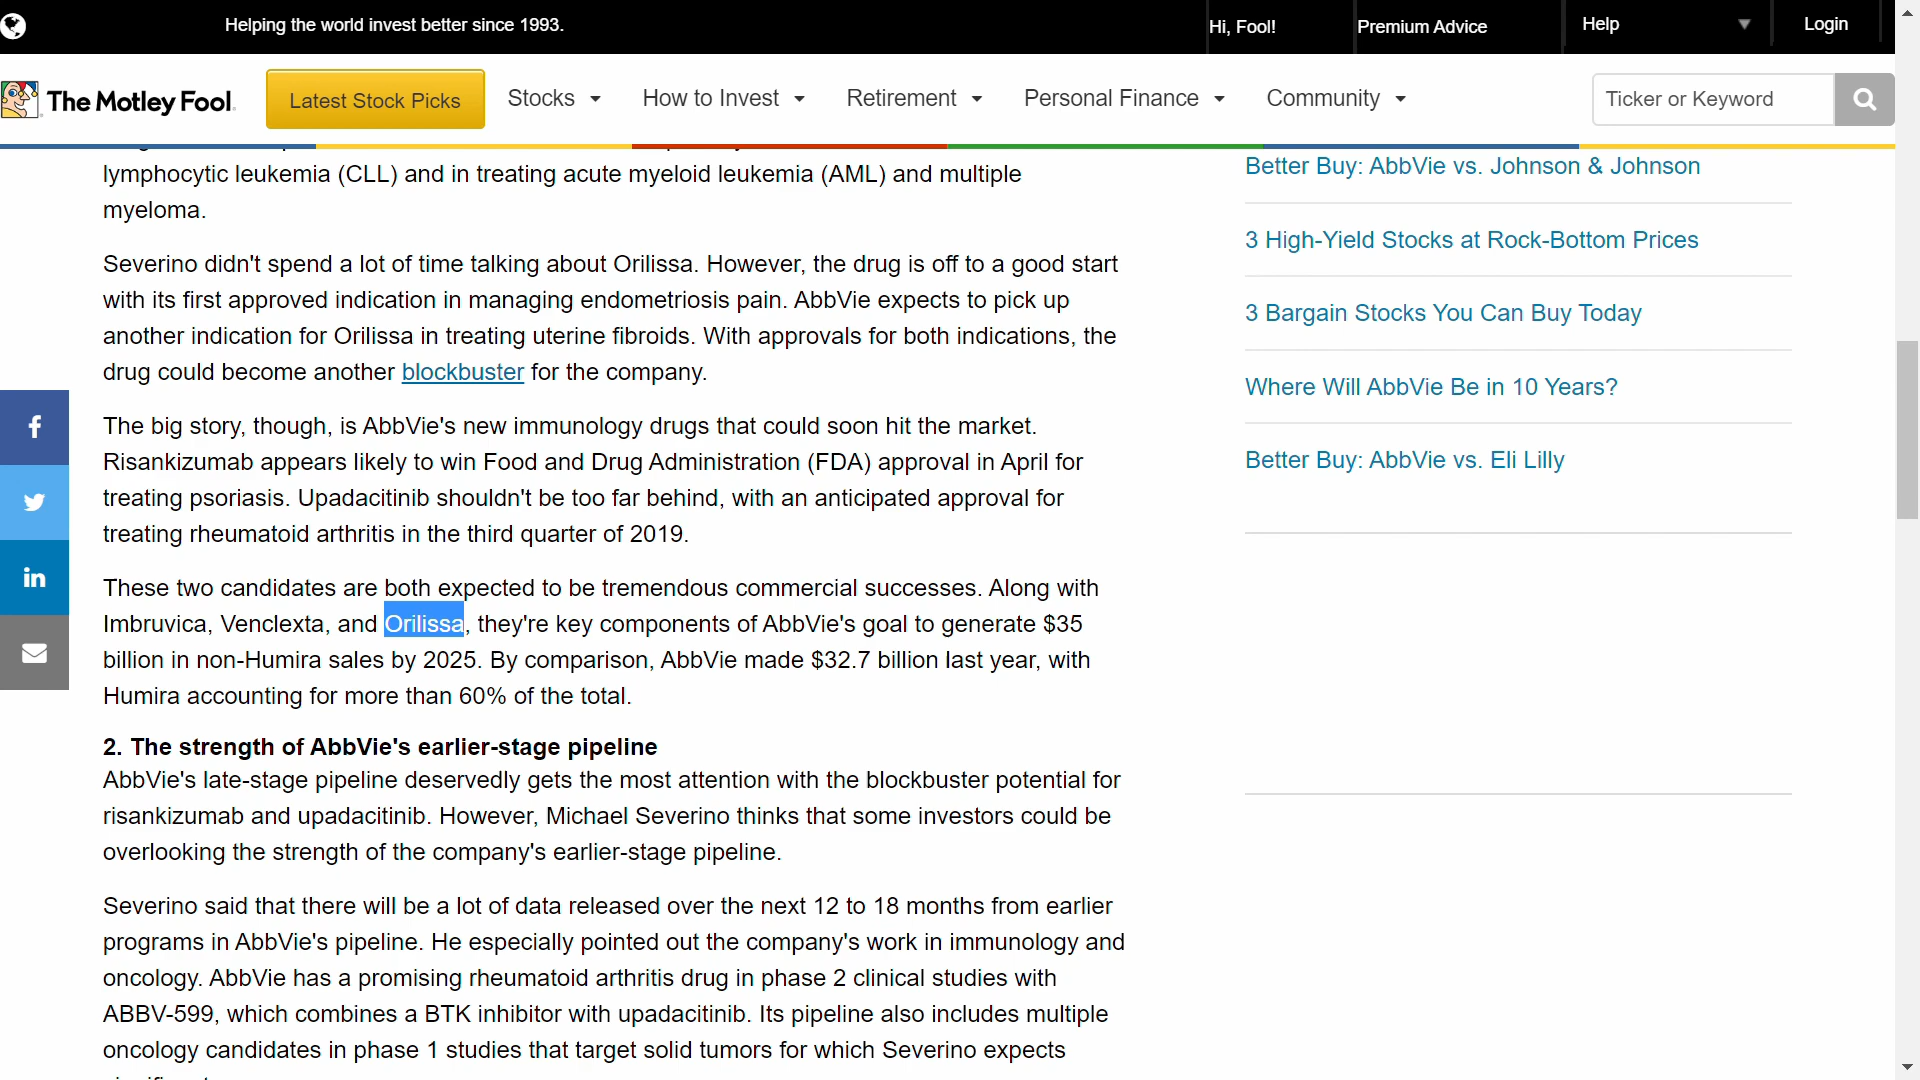 Helping the world invest better since 1993.
Hi, Fool!
Premium Advice
Help
Login
The Motley Fool
Latest Stock Picks
Stocks
How to Invest
Retirement
Personal Finance
Community
Ticker or Keyword
lymphocytic leukemia (CLL) and in treating acute myeloid leukemia (AML) and multiple
myeloma.
Severino didn't spend a lot of time talking about Orilissa. However, the drug is off to a good start
with its first approved indication in managing endometriosis pain. AbbVie expects to pick up
another indication for Orilissa in treating uterine fibroids. With approvals for both indications, the
drug could become another blockbuster for the company.
The big story, though, is AbbVie's new immunology drugs that could soon hit the market.
Risankizumab appears likely to win Food and Drug Administration (FDA) approval in April for
treating psoriasis. Upadacitinib shouldn't be too far behind, with an anticipated approval for
treating rheumatoid arthritis in the third quarter of 2019.
These two candidates are both expected to be tremendous commercial successes. Along with
Imbruvica, Venclexta, and Orilissa, they're key components of AbbVie's goal to generate $35
billion in non-Humira sales by 2025. By comparison, AbbVie made $32.7 billion last year, with
Humira accounting for more than 60% of the total.
2. The strength of AbbVie's earlier-stage pipeline
AbbVie's late-stage pipeline deservedly gets the most attention with the blockbuster potential for
risankizumab and upadacitinib. However, Michael Severino thinks that some investors could be
overlooking the strength of the company's earlier-stage pipeline.
Severino said that there will be a lot of data released over the next 12 to 18 months from earlier
programs in AbbVie's pipeline. He especially pointed out the company's work in immunology and
oncology. AbbVie has a promising rheumatoid arthritis drug in phase 2 clinical studies with
ABBV-599, which combines a BTK inhibitor with upadacitinib. Its pipeline also includes multiple
oncology candidates in phase 1 studies that target solid tumors for which Severino expects
Better Buy: AbbVie vs. Johnson & Johnson
3 High-Yield Stocks at Rock-Bottom Prices
3 Bargain Stocks You Can Buy Today
Where Will AbbVie Be in 10 Years?
Better Buy: AbbVie vs. Eli Lilly